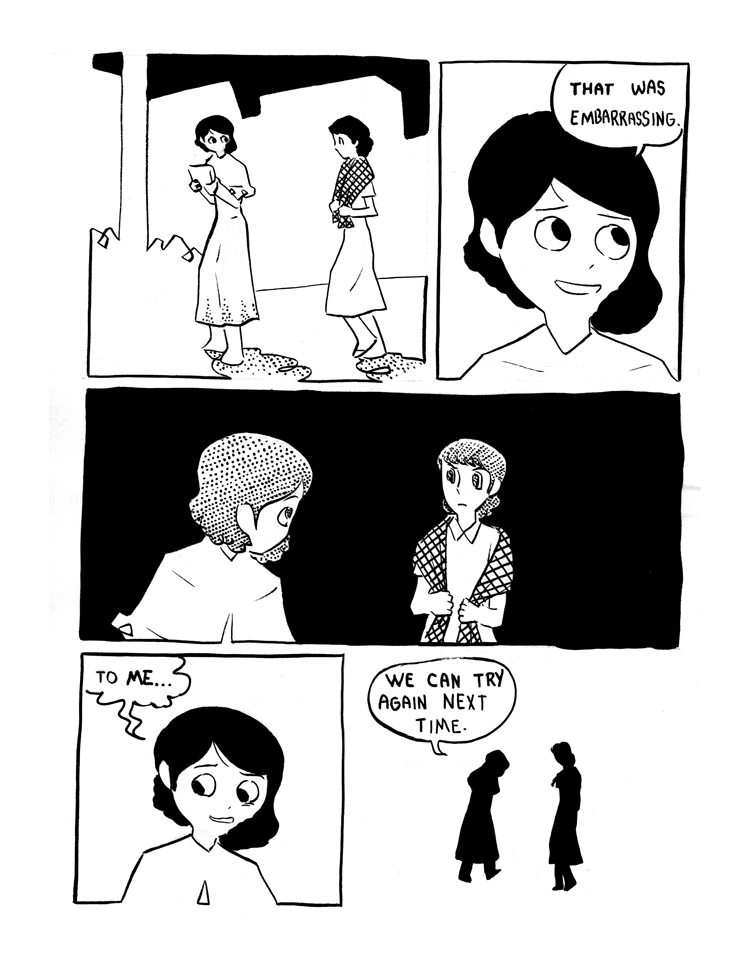 THAT WAS
EMBARRASSING.
TO ME...
WE CAN TRY
AGAIN NEXT
TIME.